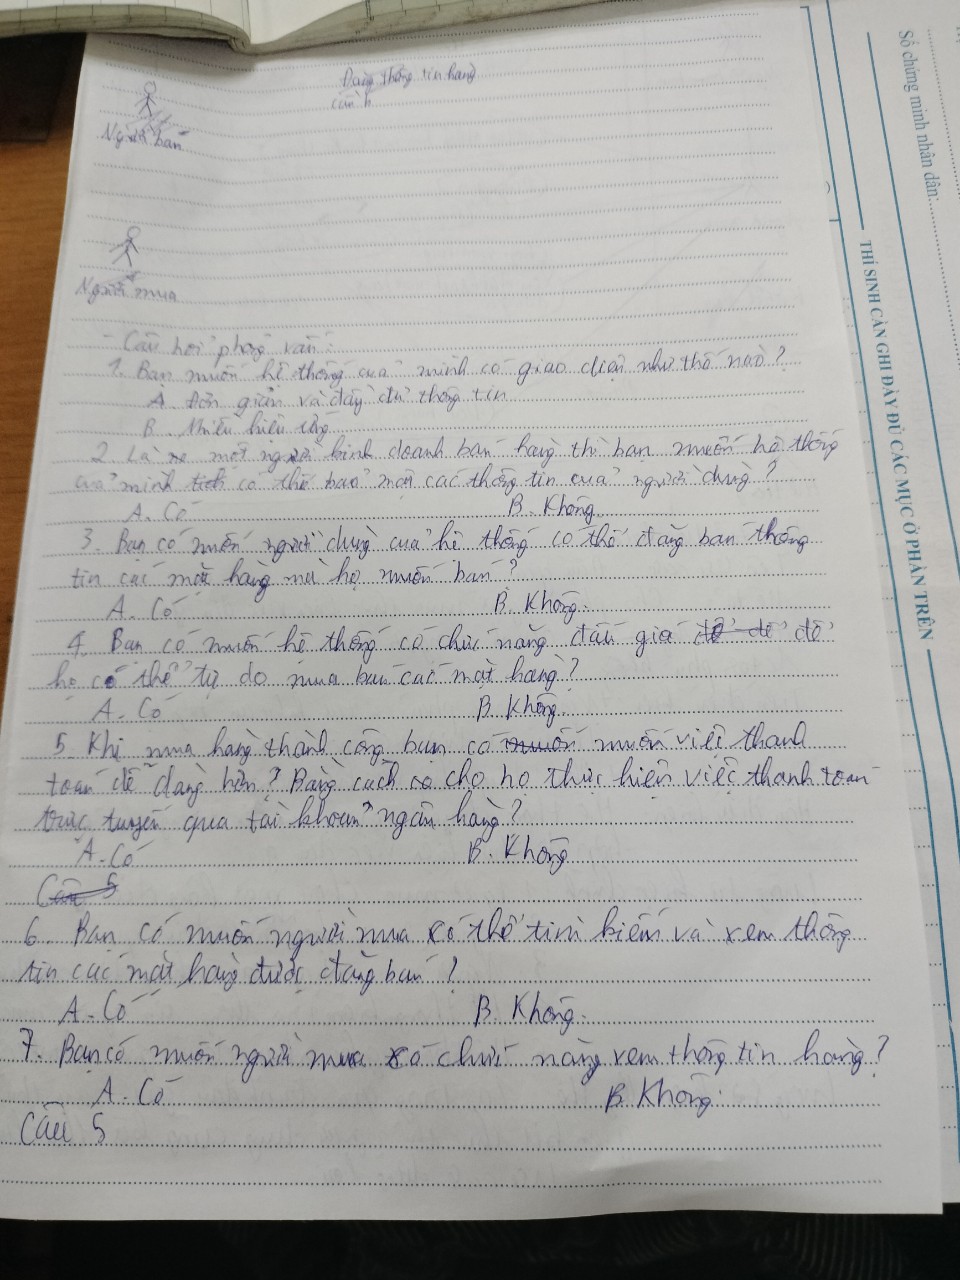 Đăng thông tin hàng
cần b
Người bán
Người mua
- Câu hỏi phỏng vấn:
1. Bạn muốn hệ thống của mình có giao diện như thế nào?
A. Đơn giản và đầy đủ thông tin
B. Nhiều hiệu ứng
2. Là một người kinh doanh bán hàng thì bạn muốn hệ thống
của mình có thể bảo mật các thông tin của người dùng?
A. Có B. Không
3. Bạn có muốn người dùng của hệ thống có thể đăng bán thông
tin các mặt hàng mà họ muốn bán?
A. Có B. Không.
4. Bạn có muốn hệ thống có chức năng đấu giá để
họ có thể tự do mua bán các mặt hàng?
A. Có B. Không.
5. Khi mua hàng thành công bạn có muốn muốn việc thanh
toán dễ dàng hơn? Bằng cách cho họ thực hiện việc thanh toán
trực tuyến qua tài khoản ngân hàng?
A. Có B. Không
Câu 5
6. Bạn có muốn người mua có thể tìm kiếm và xem thông
tin các mặt hàng được đăng bán?
A. Có B. Không.
7. Bạn có muốn người mua có chức năng xem thông tin hàng?
A. Có B. Không.
Câu 5
Số chứng minh nhân dân:
THÍ SINH CẦN GHI ĐẦY ĐỦ CÁC MỤC Ở PHẦN TRÊN